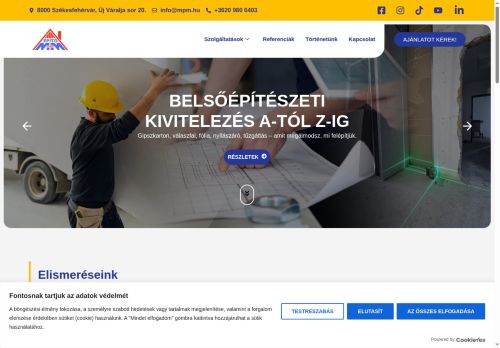 8000 Székesfehérvár, Új Váralja sor 20. info@mpm.hu +3620 980 6403
ÉPÍTŐ
MPM
Szolgáltatások Referenciák Történetünk Kapcsolat AJÁNLATOT KÉREK!
BELSŐÉPÍTÉSZETI
KIVITELEZÉS A-TÓL Z-IG
Gipszkarton, válaszfal, fólia, nyílászáró, tűzgátlás – amit megálmodsz, mi felépítjük.
RÉSZLETEK
Elismeréseink
Fontosnak tartjuk az adatok védelmét
A böngészési élmény fokozása, a személyre szabott hirdetések vagy tartalmak megjelenítése, valamint a forgalom
elemzése érdekében sütiket (cookie) használunk. A "Mindet elfogadom" gombra kattintva hozzájárulhat a sütik
használatához.
TESTRESZABÁS ELUTASÍT AZ ÖSSZES ELFOGADÁSA
Powered by CookieYes